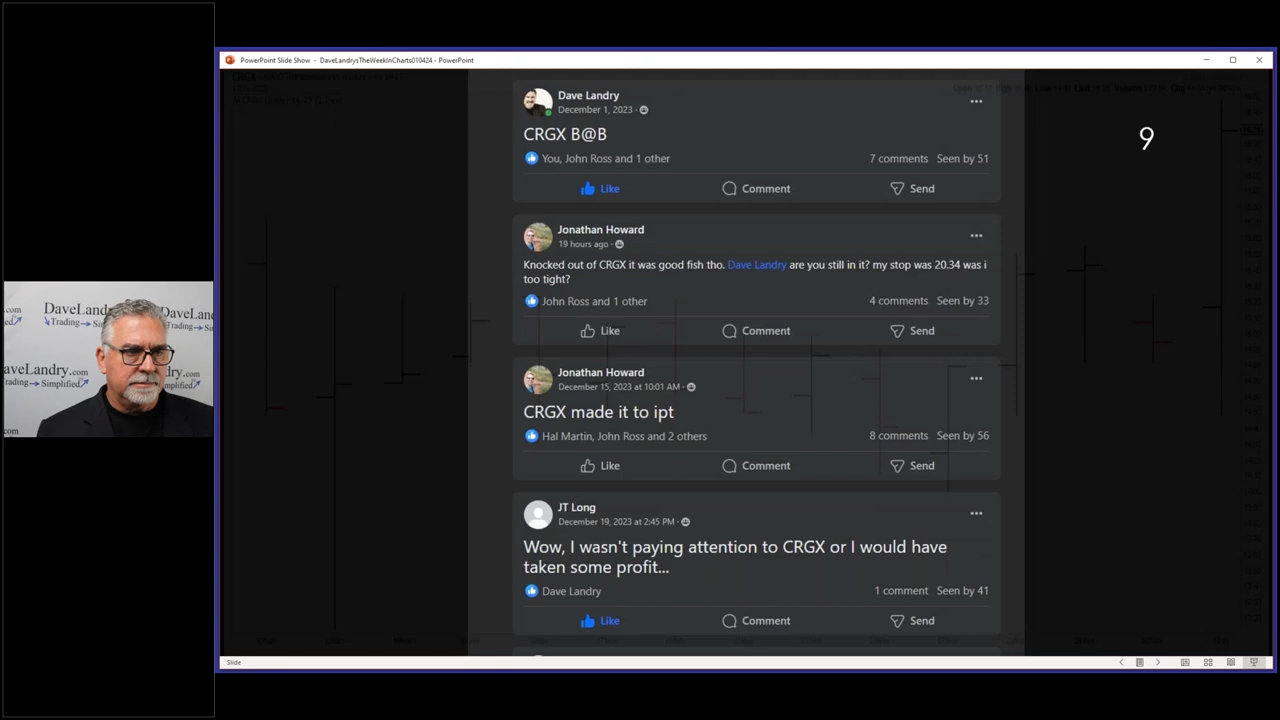 PowerPoint Slide Show - DaveLandrysTheWeekInCharts010424 - PowerPoint
Dave Landry
December 1, 2023
CRGX B@B
You, John Ross and 1 other
7 comments Seen by 51
Like Comment Send
9
Jonathan Howard
19 hours ago
Knocked out of CRGX it was good fish tho. Dave Landry are you still in it? my stop was 20.34 was i
too tight?
John Ross and 1 other
4 comments Seen by 33
Like Comment Send
Jonathan Howard
December 15, 2023 at 10:01 AM
CRGX made it to ipt
Hal Martin, John Ross and 2 others
8 comments Seen by 56
Like Comment Send
JT Long
December 19, 2023 at 2:45 PM
Wow, I wasn't paying attention to CRGX or I would have
taken some profit...
Dave Landry
1 comment Seen by 41
Like Comment Send
Slide
.com DaveLandry DaveLan
Trading - Sim
aveLandry.com
rading - Simplified